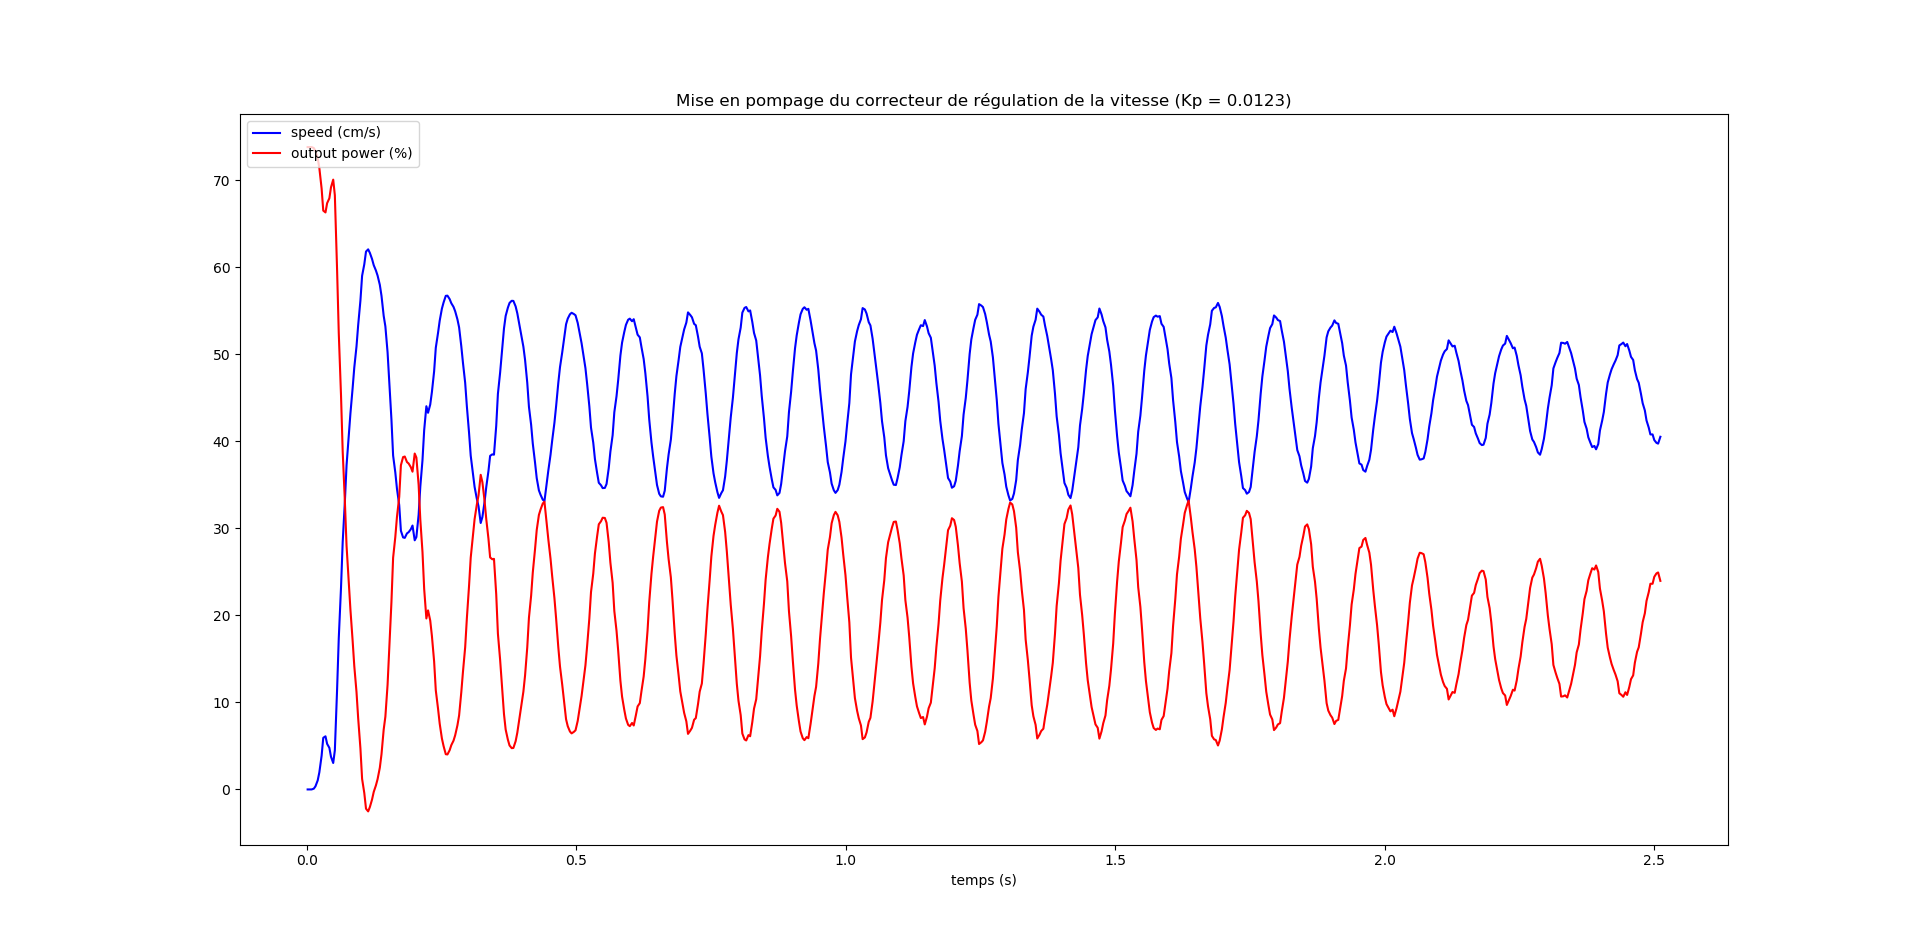 Mise en pompage du correcteur de régulation de la vitesse (Kp = 0.0123)
speed (cm/s)
output power (%)
70
60
50
40
30
20
10
0
0.0 0.5 1.0 1.5 2.0 2.5
temps (s)